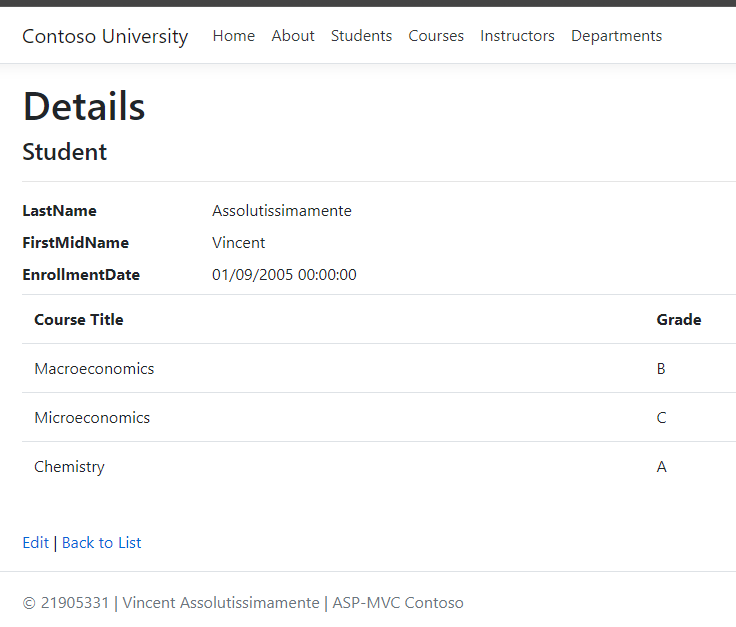 Contoso University Home About Students Courses Instructors Departments
Details
Student
LastName Assolutissimamente
FirstMidName Vincent
EnrollmentDate 01/09/2005 00:00:00
Course Title Grade
Macroeconomics B
Microeconomics C
Chemistry A
Edit | Back to List
© 21905331 | Vincent Assolutissimamente | ASP-MVC Contoso